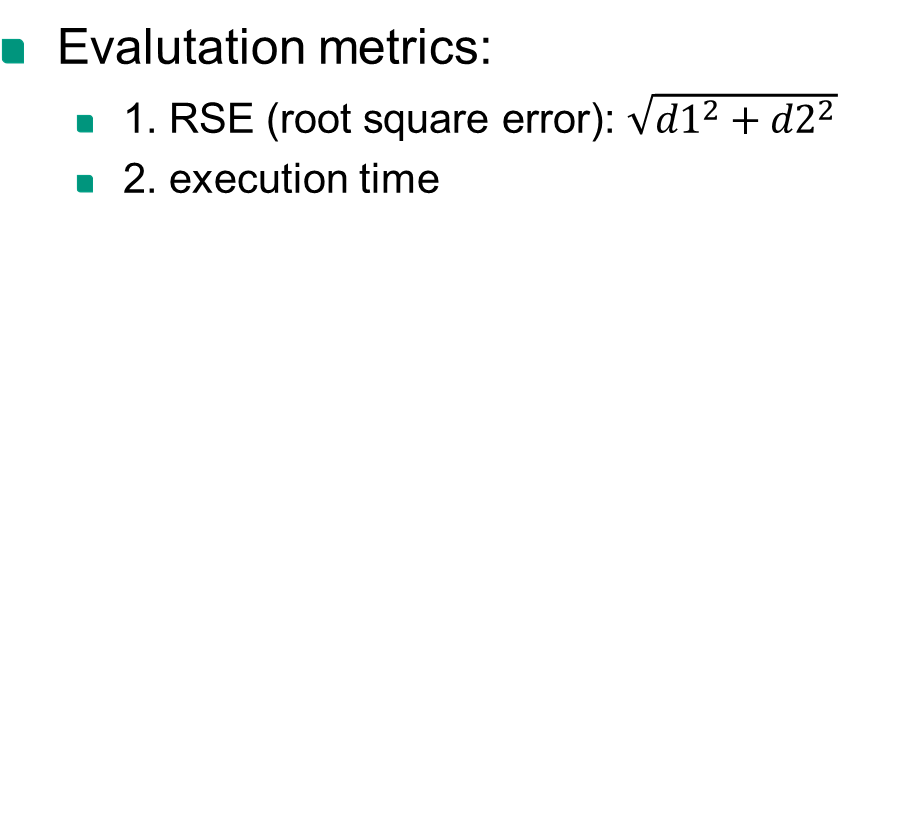 Evalutation metrics:
1. RSE (root square error): √d1² + d2²
2. execution time